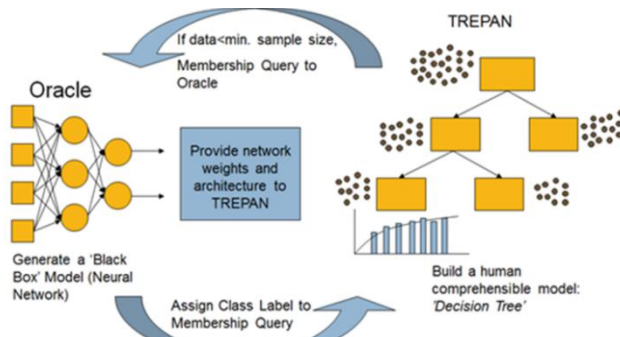 TREPAN
If data<min. sample size,
Membership Query to
Oracle
Oracle
Provide network
weights and
architecture to
TREPAN
Generate a 'Black
Box' Model (Neural
Network)
Build a human
comprehensible model:
'Decision Tree'
Assign Class Label to
Membership Query